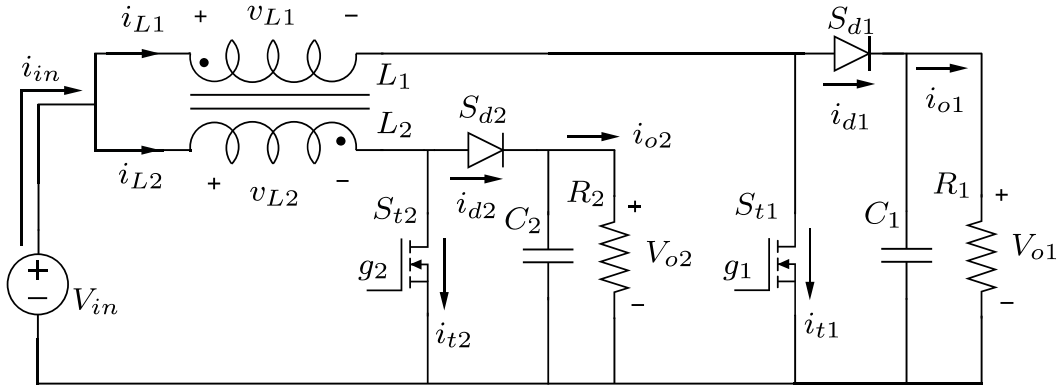 i_{L1} + v_{L1} − S_{d1}
i_{in} L_1 i_{d1} i_{o1}
L_2 S_{d2} i_{o2}
i_{L2} + v_{L2} − i_{d2}
S_{t2} C_2 R_2 + S_{t1} C_1 R_1 +
g_2 V_{o2} g_1 V_{o1}
+ − V_{in} i_{t2} − i_{t1} −